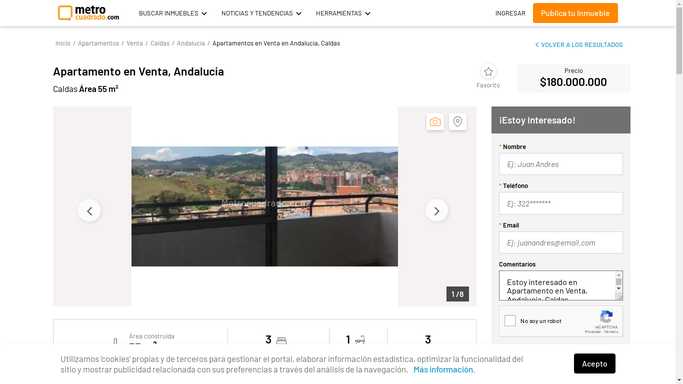 metro
cuadrado.com
BUSCAR INMUEBLES
NOTICIAS Y TENDENCIAS
HERRAMIENTAS
INGRESAR
Publica tu inmueble
Inicio / Apartamentos / Venta / Caldas / Andalucia / Apartamentos en Venta en Andalucia, Caldas
VOLVER A LOS RESULTADOS
Apartamento en Venta, Andalucia
Caldas Área 55 m²
Favorito
Precio
$180.000.000
1 / 8
¡Estoy Interesado!
* Nombre
Ej: Juan Andres
* Teléfono
Ej: 322*******
* Email
Ej: juanandres@email.com
Comentarios
Estoy interesado en
Apartamento en Venta,
Andalucia, Caldas
No soy un robot
reCAPTCHA
Privacidad - Términos
Área construida
3
1
3
Utilizamos 'cookies' propias y de terceros para gestionar el portal, elaborar información estadística, optimizar la funcionalidad del
sitio y mostrar publicidad relacionada con sus preferencias a través del análisis de la navegación. Más información.
Acepto